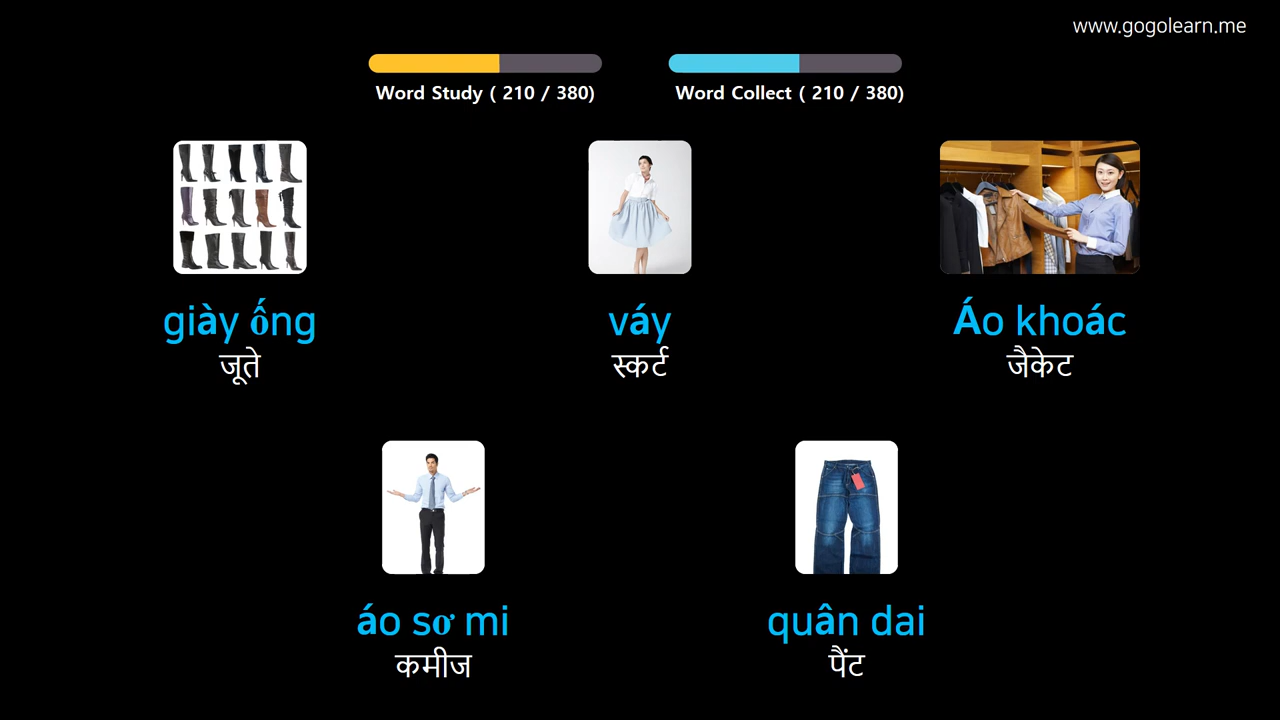 www.gogolearn.me
Word Study ( 210 / 380)
Word Collect ( 210 / 380)
giày ống
जूते
váy
स्कर्ट
Áo khoác
जैकेट
áo sơ mi
कमीज
quân dai
पैंट